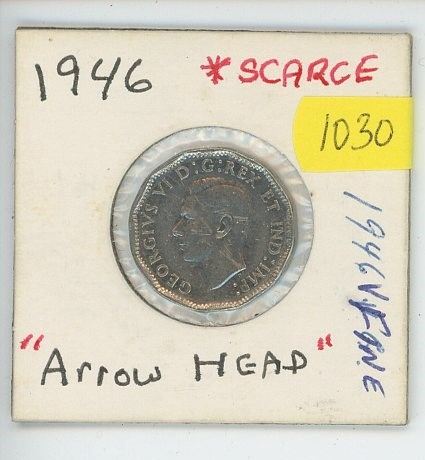 1946 *SCARCE
1030
GEORGIVS VI D:G:REX ET IND:IMP:
1946 V FINE
"Arrow HEAD"